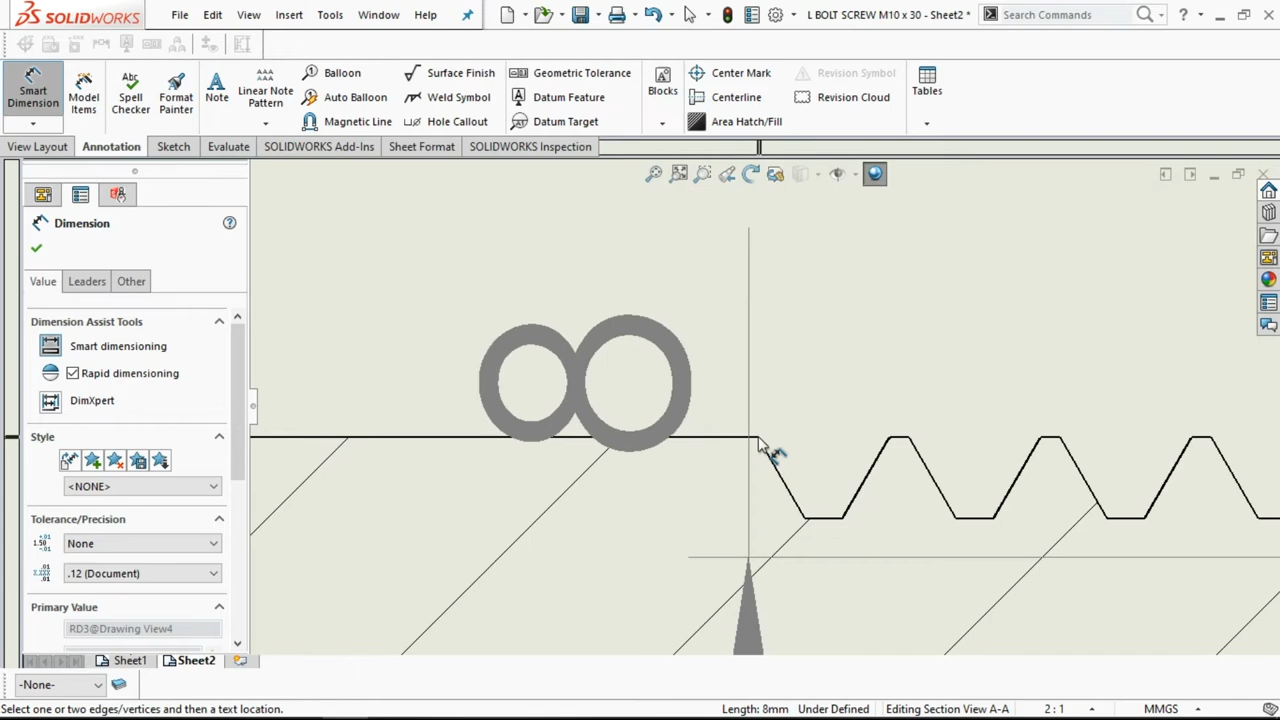 SOLIDWORKS File Edit View Insert Tools Window Help L BOLT SCREW M10 x 30 - Sheet2 * Search Commands ?
Smart Dimension
Model Items
Spell Checker
Format Painter
Note
Linear Note Pattern
Balloon
Auto Balloon
Magnetic Line
Surface Finish
Weld Symbol
Hole Callout
Geometric Tolerance
Datum Feature
Datum Target
Blocks
Center Mark
Centerline
Area Hatch/Fill
Revision Symbol
Revision Cloud
Tables
View Layout Annotation Sketch Evaluate SOLIDWORKS Add-Ins Sheet Format SOLIDWORKS Inspection
Dimension ?
Value Leaders Other
Dimension Assist Tools
Smart dimensioning
Rapid dimensioning
DimXpert
Style
<NONE>
Tolerance/Precision
None
.12 (Document)
Primary Value
RD3@Drawing View4
80
Sheet1 Sheet2
-None-
Select one or two edges/vertices and then a text location. Length: 8mm Under Defined Editing Section View A-A 2 : 1 MMGS